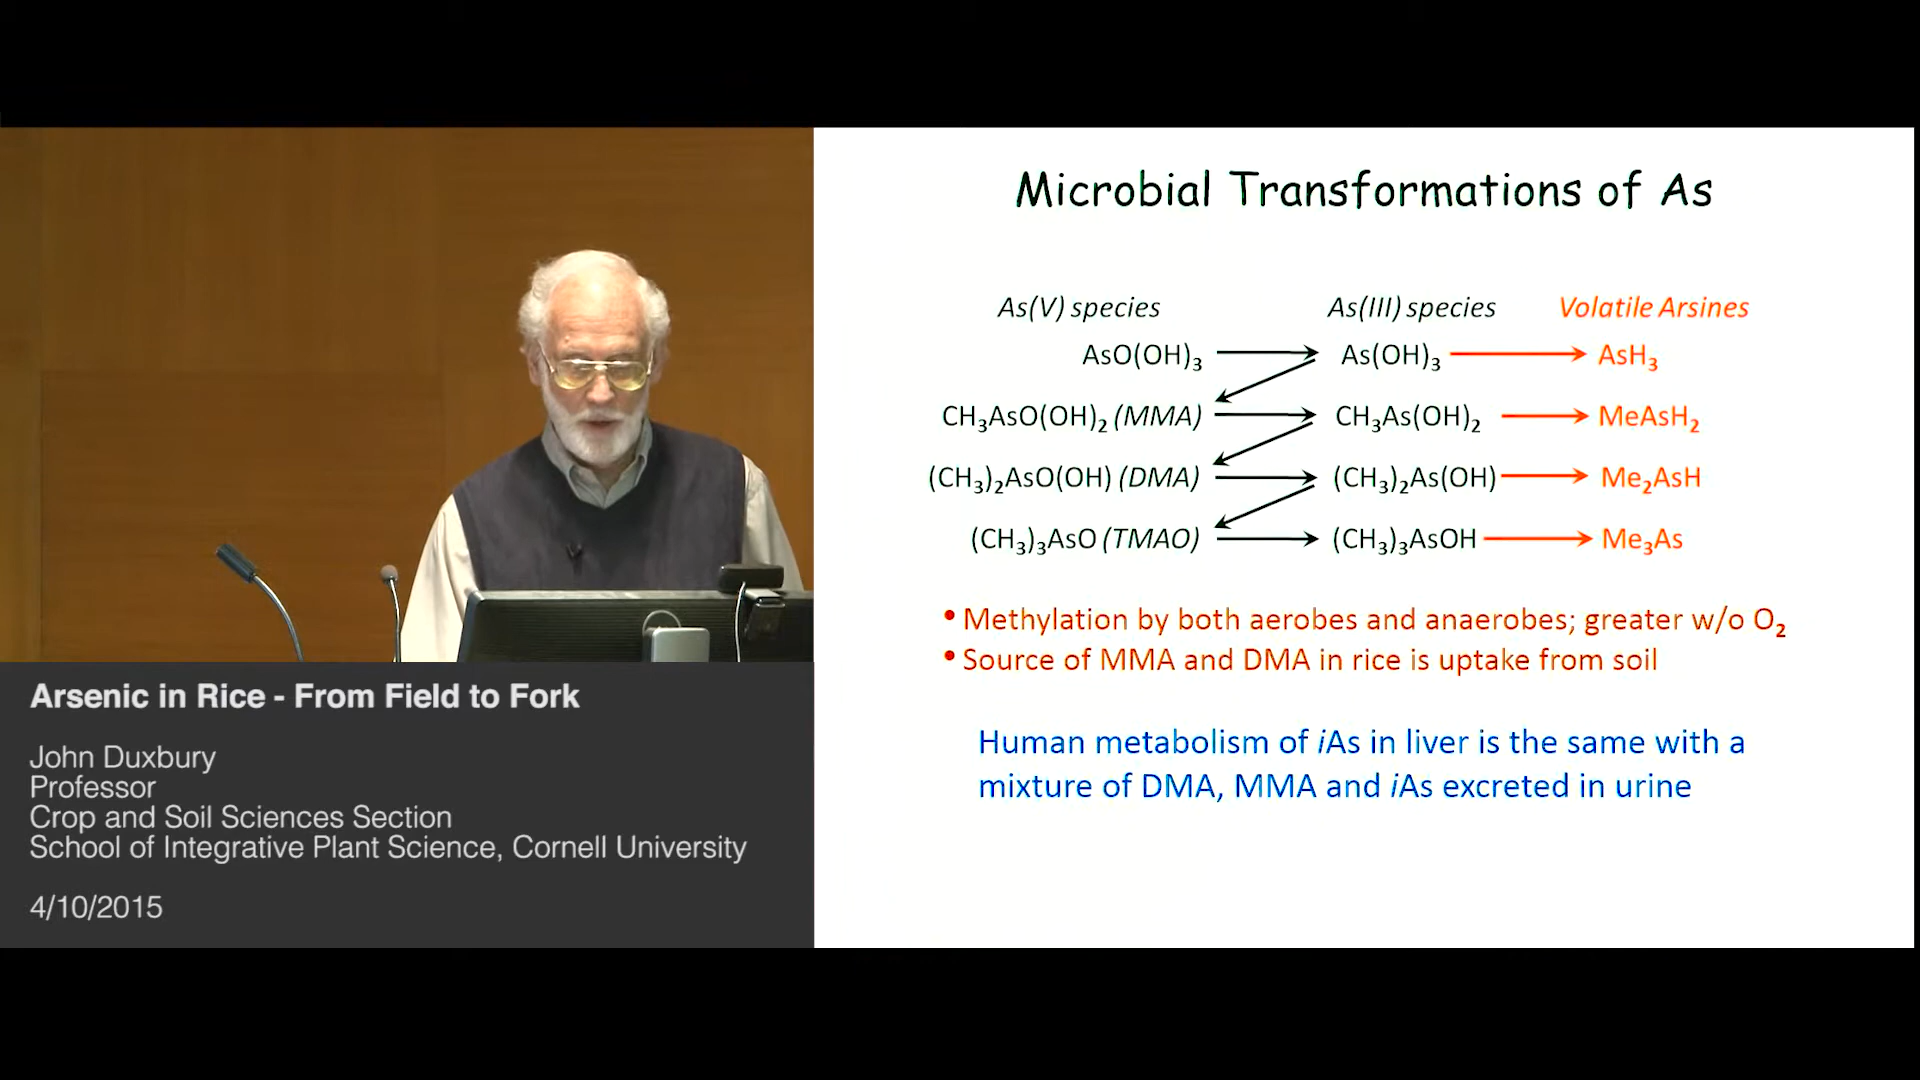 Microbial Transformations of As
As(V) species As(III) species Volatile Arsines
AsO(OH)₃ As(OH)₃ AsH₃
CH₃AsO(OH)₂ (MMA) CH₃As(OH)₂ MeAsH₂
(CH₃)₂AsO(OH) (DMA) (CH₃)₂As(OH) Me₂AsH
(CH₃)₃AsO (TMAO) (CH₃)₃AsOH Me₃As
• Methylation by both aerobes and anaerobes; greater w/o O₂
• Source of MMA and DMA in rice is uptake from soil
Human metabolism of iAs in liver is the same with a
mixture of DMA, MMA and iAs excreted in urine
Arsenic in Rice - From Field to Fork
John Duxbury
Professor
Crop and Soil Sciences Section
School of Integrative Plant Science, Cornell University
4/10/2015